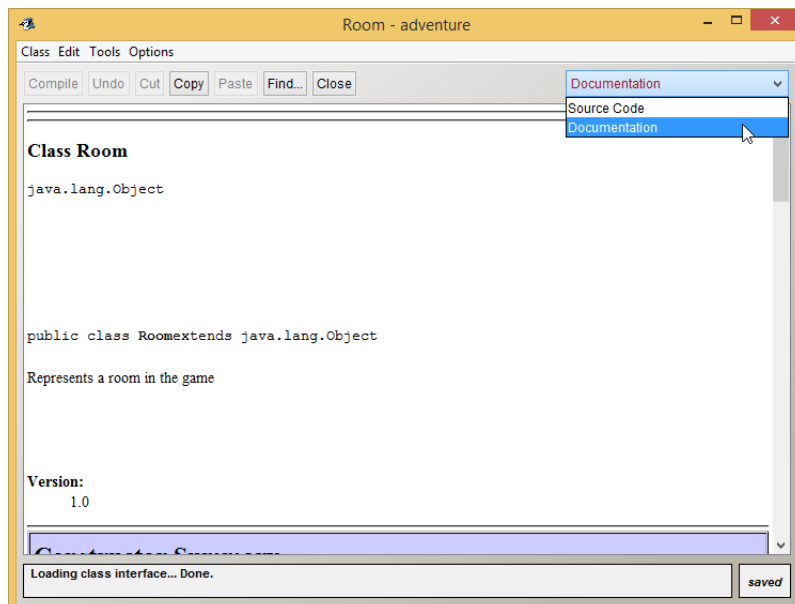 Room - adventure
Class Edit Tools Options
Compile Undo Cut Copy Paste Find... Close Documentation
Source Code
Documentation
Class Room
java.lang.Object
public class Roomextends java.lang.Object
Represents a room in the game
Version:
1.0
Loading class interface... Done.
saved